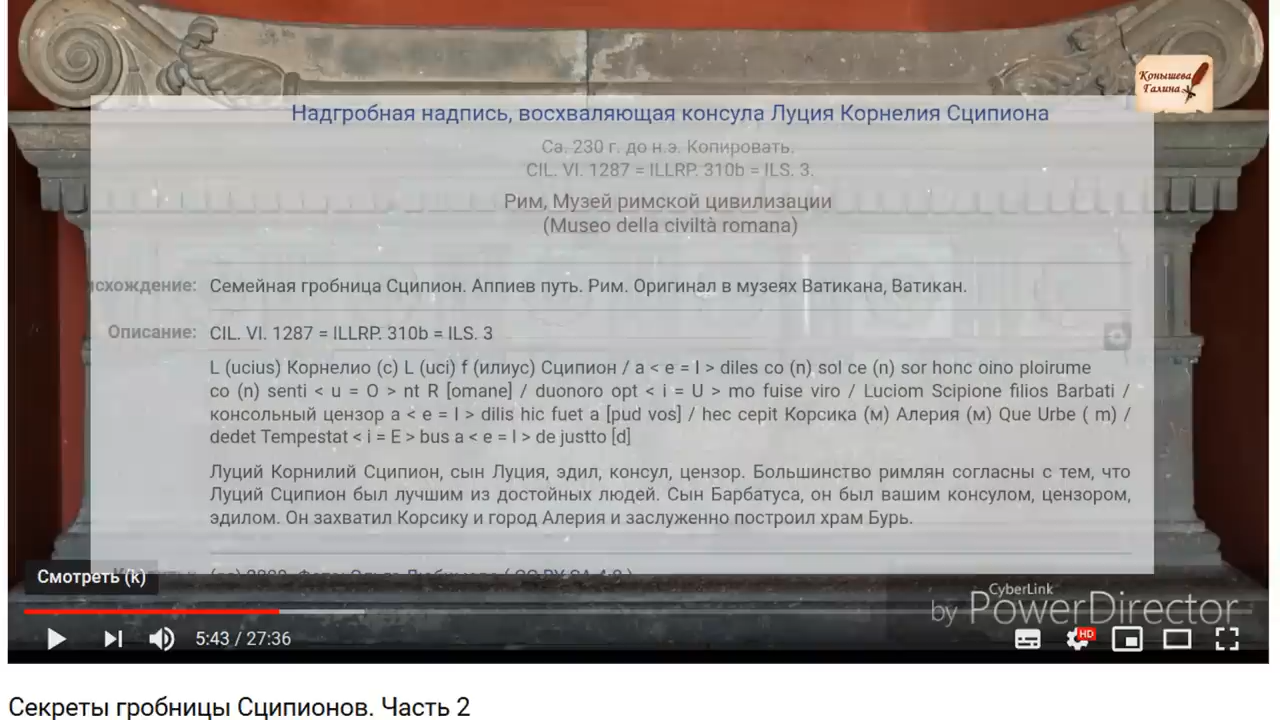 Конышева
Галина
Надгробная надпись, восхваляющая консула Луция Корнелия Сципиона
Ca. 230 г. до н.э. Копировать.
CIL. VI. 1287 = ILLRP. 310b = ILS. 3.
Рим, Музей римской цивилизации
(Museo della civiltà romana)
исхождение: Семейная гробница Сципион. Аппиев путь. Рим. Оригинал в музеях Ватикана, Ватикан.
Описание: CIL. VI. 1287 = ILLRP. 310b = ILS. 3
L (ucius) Корнелио (с) L (uci) f (илиус) Сципион / a < e = I > diles co (n) sol ce (n) sor honc oino ploirume
co (n) senti < u = O > nt R [omane] / duonoro opt < i = U > mo fuise viro / Luciom Scipione filios Barbati /
консольный цензор a < e = I > dilis hic fuet a [pud vos] / hec cepit Корсика (м) Алерия (м) Que Urbe ( m) /
dedet Tempestat < i = E > bus a < e = I > de justto [d]
Луций Корнилий Сципион, сын Луция, эдил, консул, цензор. Большинство римлян согласны с тем, что
Луций Сципион был лучшим из достойных людей. Сын Барбатуса, он был вашим консулом, цензором,
эдилом. Он захватил Корсику и город Алерия и заслуженно построил храм Бурь.
Смотреть (k)
CyberLink
by PowerDirector
5:43 / 27:36
HD
Секреты гробницы Сципионов. Часть 2